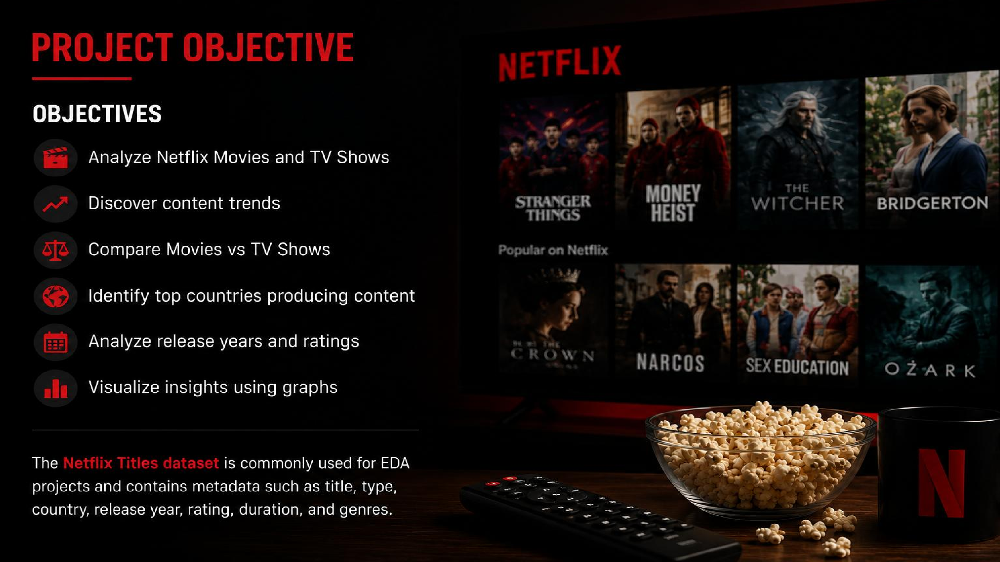 PROJECT OBJECTIVE
OBJECTIVES
Analyze Netflix Movies and TV Shows
Discover content trends
Compare Movies vs TV Shows
Identify top countries producing content
Analyze release years and ratings
Visualize insights using graphs
The Netflix Titles dataset is commonly used for EDA
projects and contains metadata such as title, type,
country, release year, rating, duration, and genres.
NETFLIX
STRANGER
THINGS
MONEY
HEIST
THE
WITCHER
BRIDGERTON
Popular on Netflix
THE
CROWN
NARCOS
SEX EDUCATION
OŻARK
N